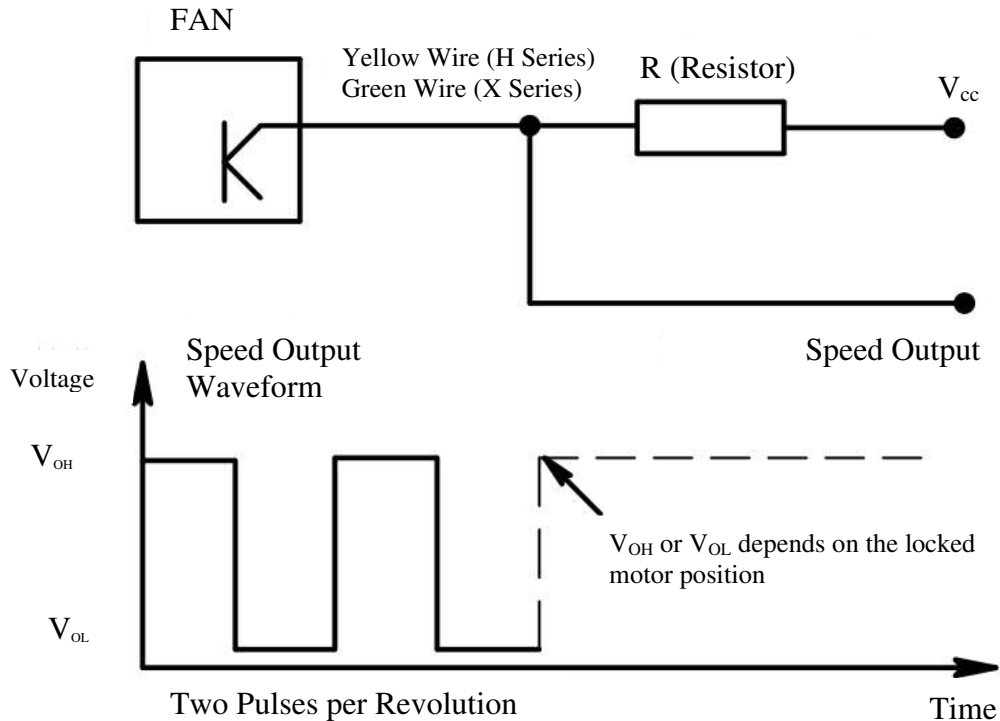 FAN
Yellow Wire (H Series)
Green Wire (X Series)
R (Resistor)
Vcc
Speed Output
Waveform
Speed Output
Voltage
VOH
VOH or VOL depends on the locked
motor position
VOL
Two Pulses per Revolution
Time